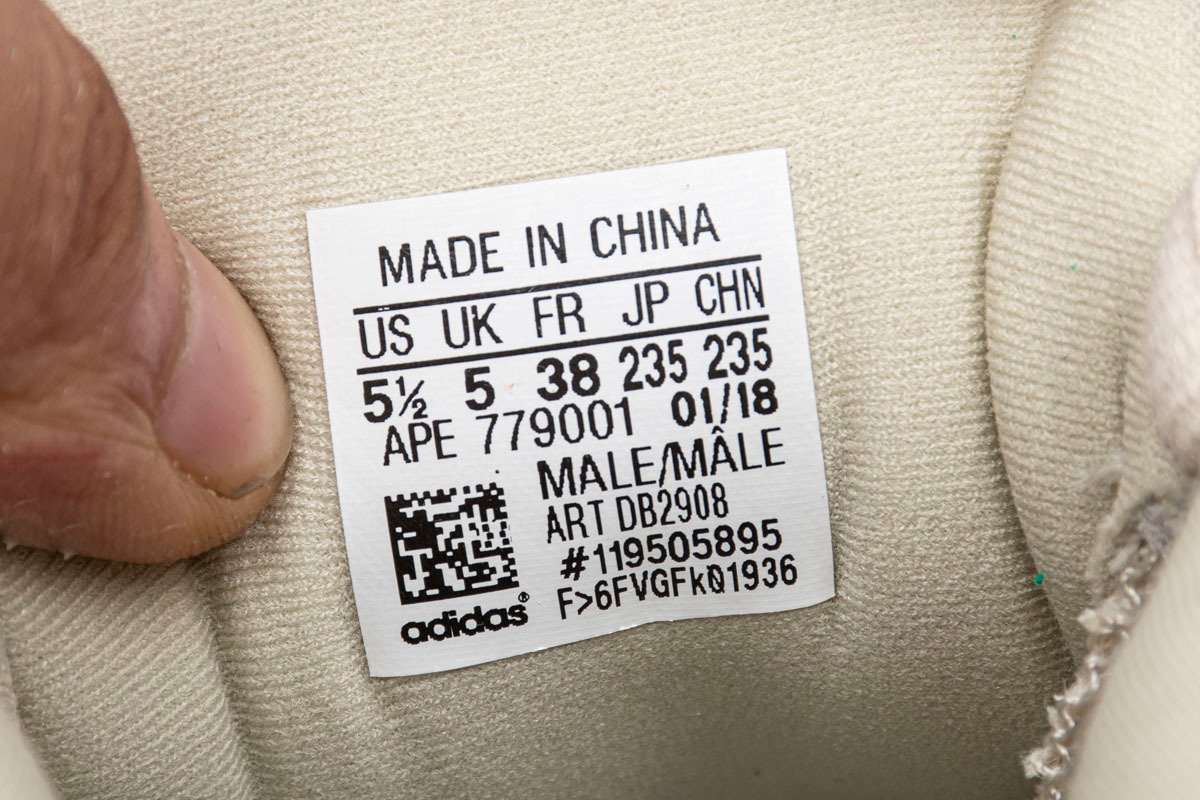 MADE IN CHINA
US UK FR JP CHN
5½ 5 38 235 235
APE 779001 01/18
MALE/MÂLE
ART DB2908
#119505895
F>6FVGFk01936
adidas®